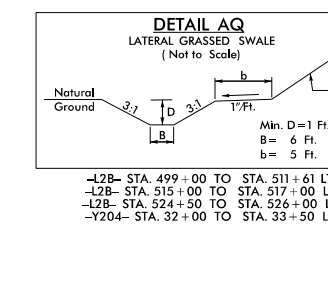 DETAIL AQ
LATERAL GRASSED SWALE
( Not to Scale)
b
Natural
Ground
3:1
D
3:1
1"/Ft.
B
Min. D=1 Ft.
B= 6 Ft.
b= 5 Ft.
-L2B- STA. 499+00 TO STA. 511+61 LT
-L2B- STA. 515+00 TO STA. 517+00 L
-L2B- STA. 524+50 TO STA. 526+00 L
-Y204- STA. 32+00 TO STA. 33+50 L